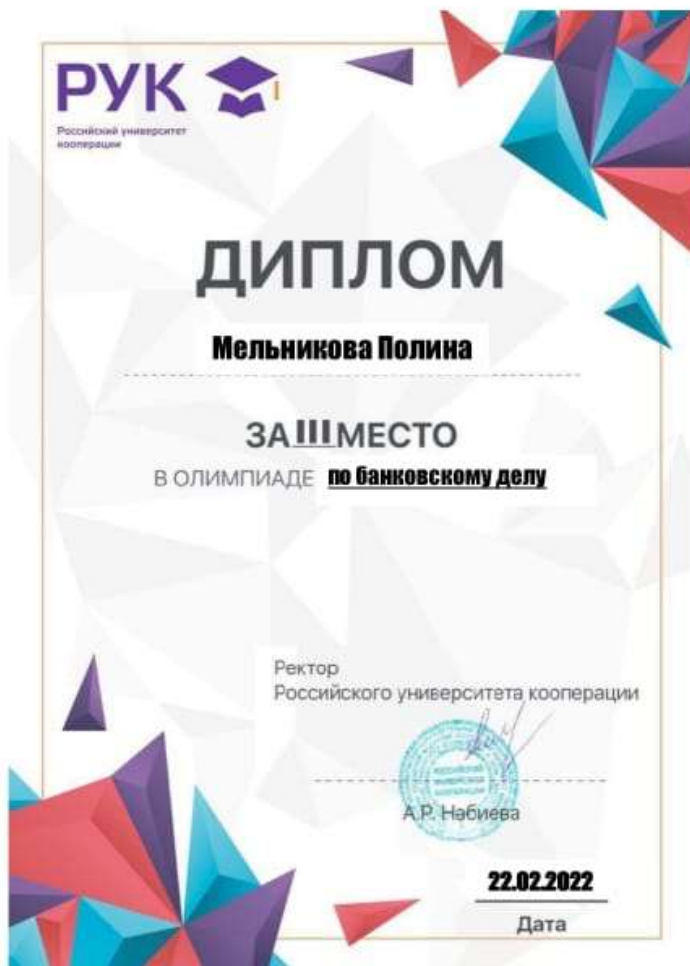 РУК
Российский университет
кооперации
ДИПЛОМ
Мельникова Полина
ЗА III МЕСТО
В ОЛИМПИАДЕ по банковскому делу
Ректор
Российского университета кооперации
А.Р. Набиева
22.02.2022
Дата